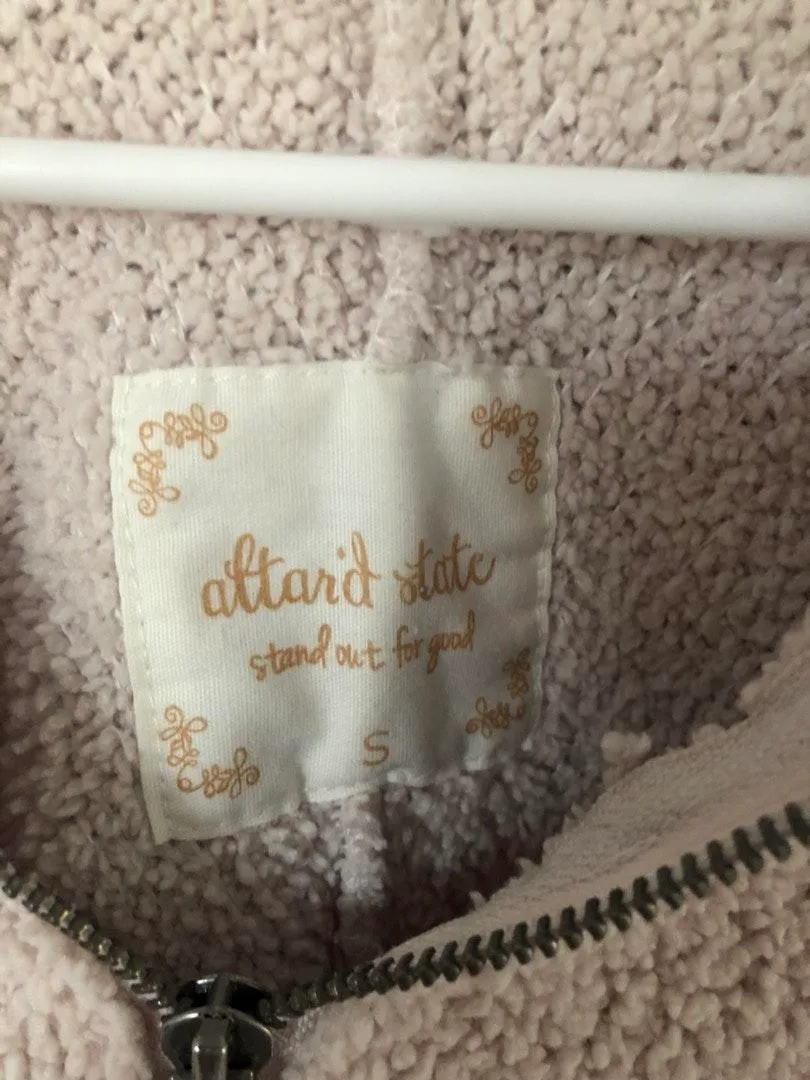 altar'd state
stand out for good
S